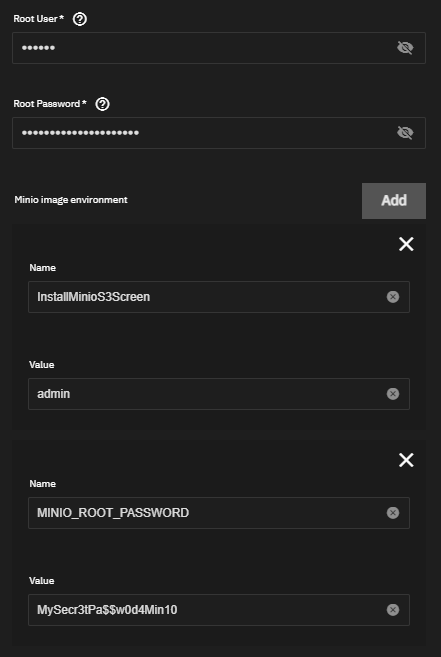 Root User *
••••••
Root Password *
•••••••••••••••••••••
Minio image environment
Add
Name
InstallMinioS3Screen
Value
admin
Name
MINIO_ROOT_PASSWORD
Value
MySecr3tPa$$w0d4Min10